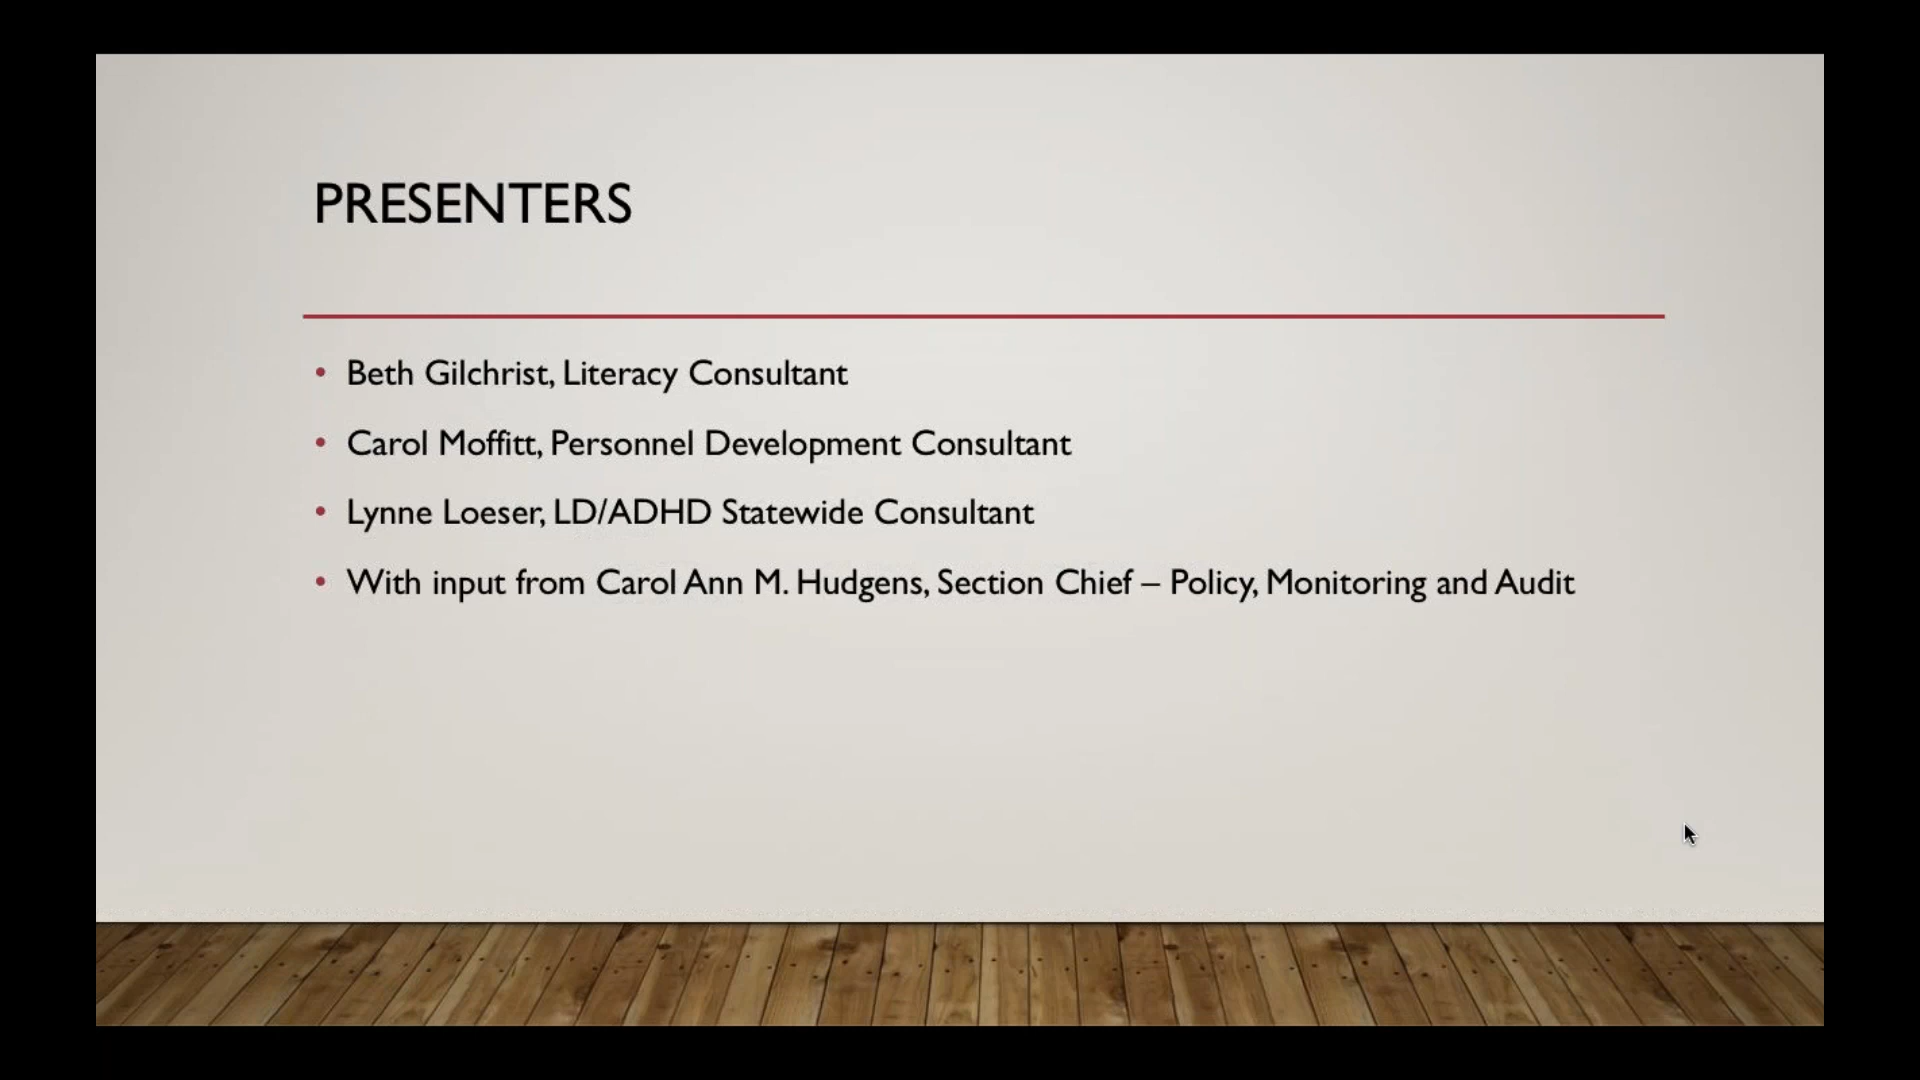 PRESENTERS
• Beth Gilchrist, Literacy Consultant
• Carol Moffitt, Personnel Development Consultant
• Lynne Loeser, LD/ADHD Statewide Consultant
• With input from Carol Ann M. Hudgens, Section Chief – Policy, Monitoring and Audit